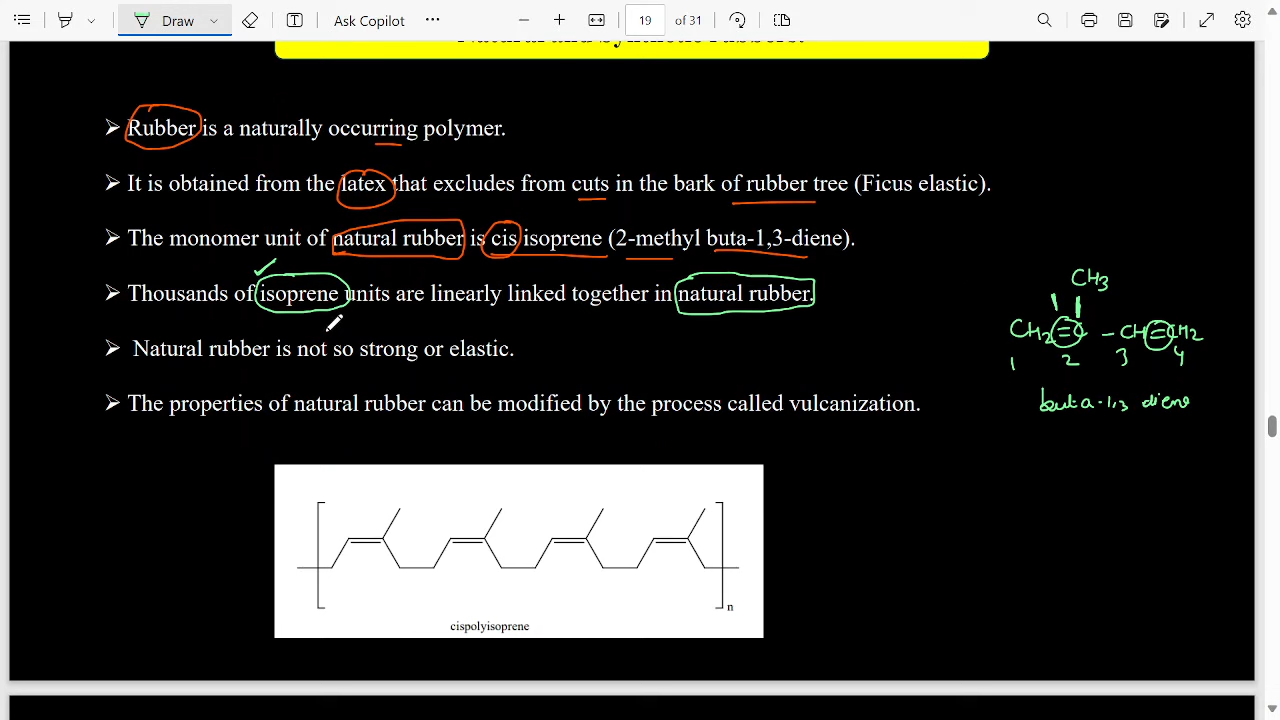 Draw
Ask Copilot
19 of 31
Natural and Synthetic rubbers:
➢ Rubber is a naturally occurring polymer.
➢ It is obtained from the latex that excludes from cuts in the bark of rubber tree (Ficus elastic).
➢ The monomer unit of natural rubber is cis isoprene (2-methyl buta-1,3-diene).
➢ Thousands of isoprene units are linearly linked together in natural rubber.
➢ Natural rubber is not so strong or elastic.
➢ The properties of natural rubber can be modified by the process called vulcanization.
CH3
CH2 = C - CH = CH2
1 2 3 4
buta-1,3 diene
n
cispolyisoprene